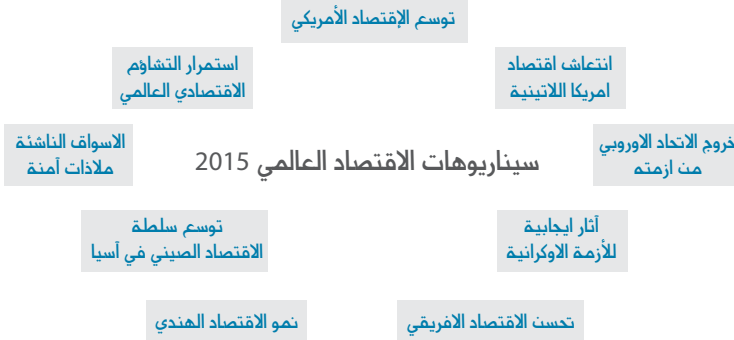 توسع الإقتصاد الأمريكي
انتعاش اقتصاد
امريكا اللاتينية
استمرار التشاؤم
الاقتصادي العالمي
خروج الاتحاد الاوروبي
من ازمته
سيناريوهات الاقتصاد العالمي 2015
الاسواق الناشئة
ملاذات آمنة
آثار ايجابية
للأزمة الاوكرانية
توسع سلطة
الاقتصاد الصيني في آسيا
تحسن الاقتصاد الافريقي
نمو الاقتصاد الهندي